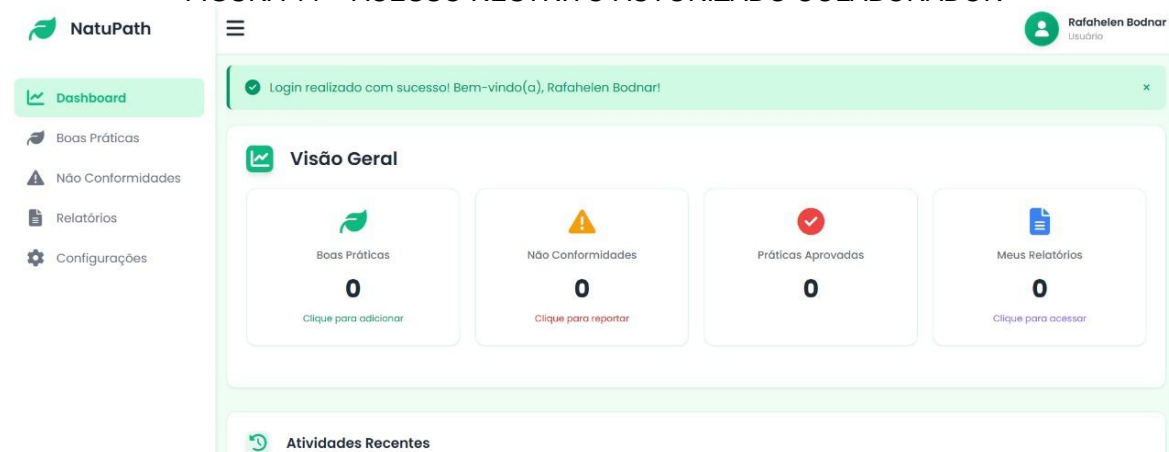 NatuPath
Rafahelen Bodnar
Usuário
Dashboard
Boas Práticas
Não Conformidades
Relatórios
Configurações
Login realizado com sucesso! Bem-vindo(a), Rafahelen Bodnar!
×
Visão Geral
Boas Práticas
0
Clique para adicionar
Não Conformidades
0
Clique para reportar
Práticas Aprovadas
0
Meus Relatórios
0
Clique para acessar
Atividades Recentes